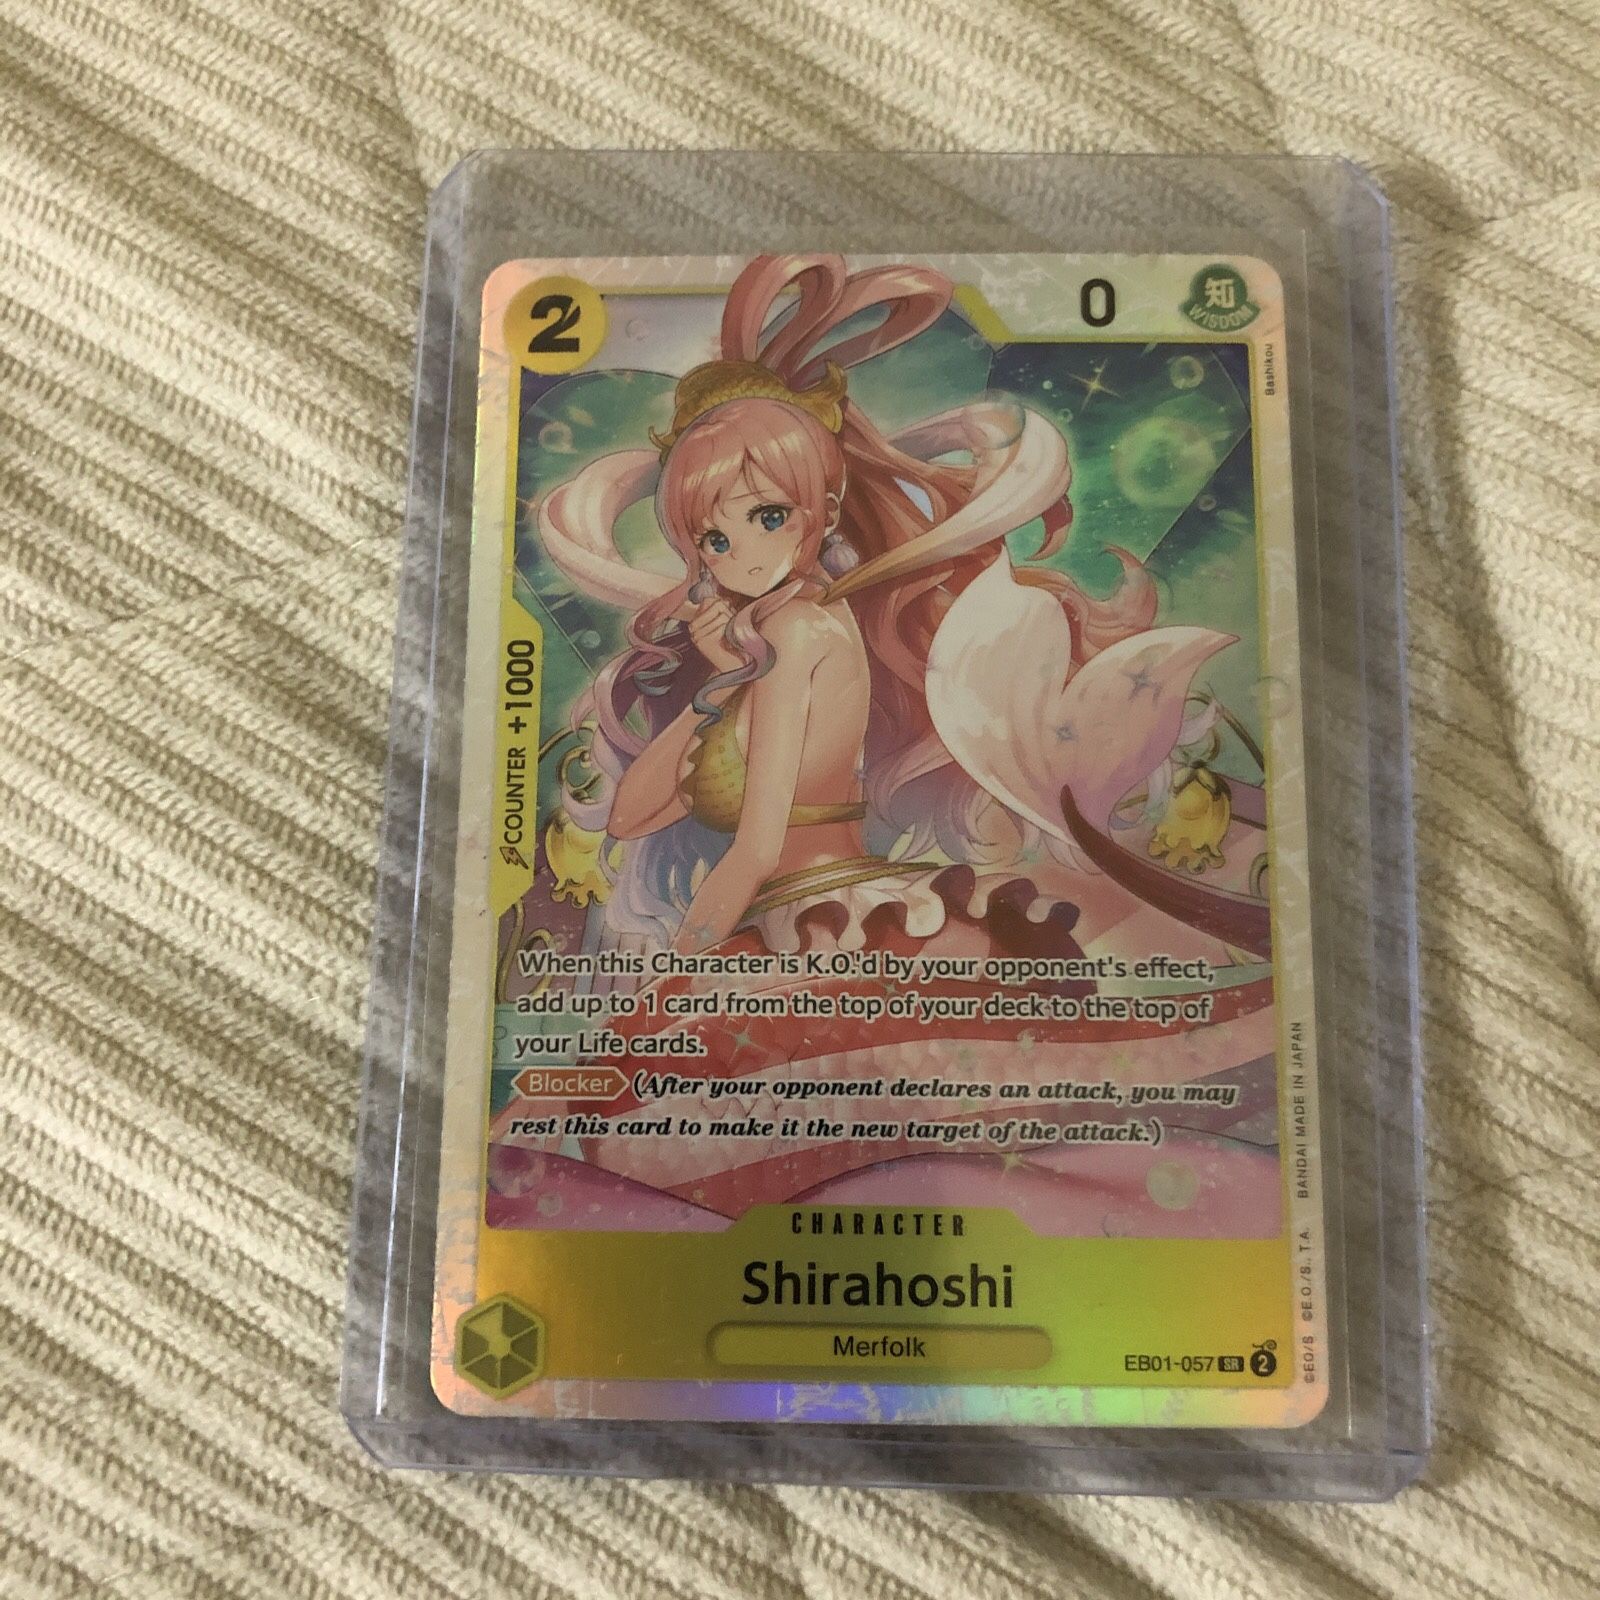 2
0
知
WISDOM
Bashikou
COUNTER +1000
When this Character is K.O.'d by your opponent's effect,
add up to 1 card from the top of your deck to the top of
your Life cards.
Blocker (After your opponent declares an attack, you may
rest this card to make it the new target of the attack.)
CHARACTER
Shirahoshi
Merfolk
EB01-057 SR 2
©EO/S ©E.O./S., T.A. BANDAI MADE IN JAPAN